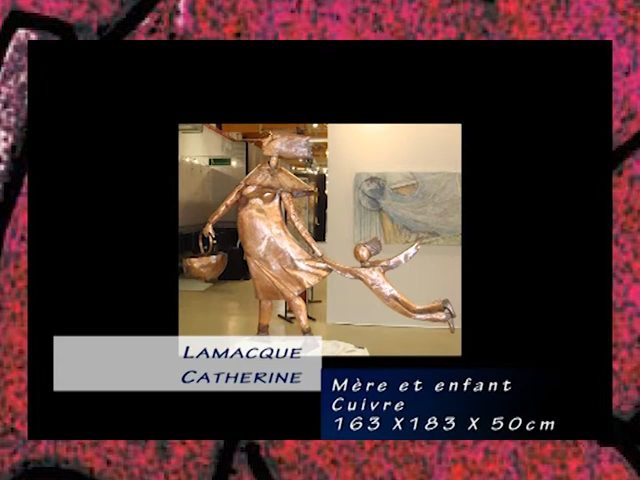 LAMACQUE
CATHERINE
Mère et enfant
Cuivre
163 X183 X 50cm